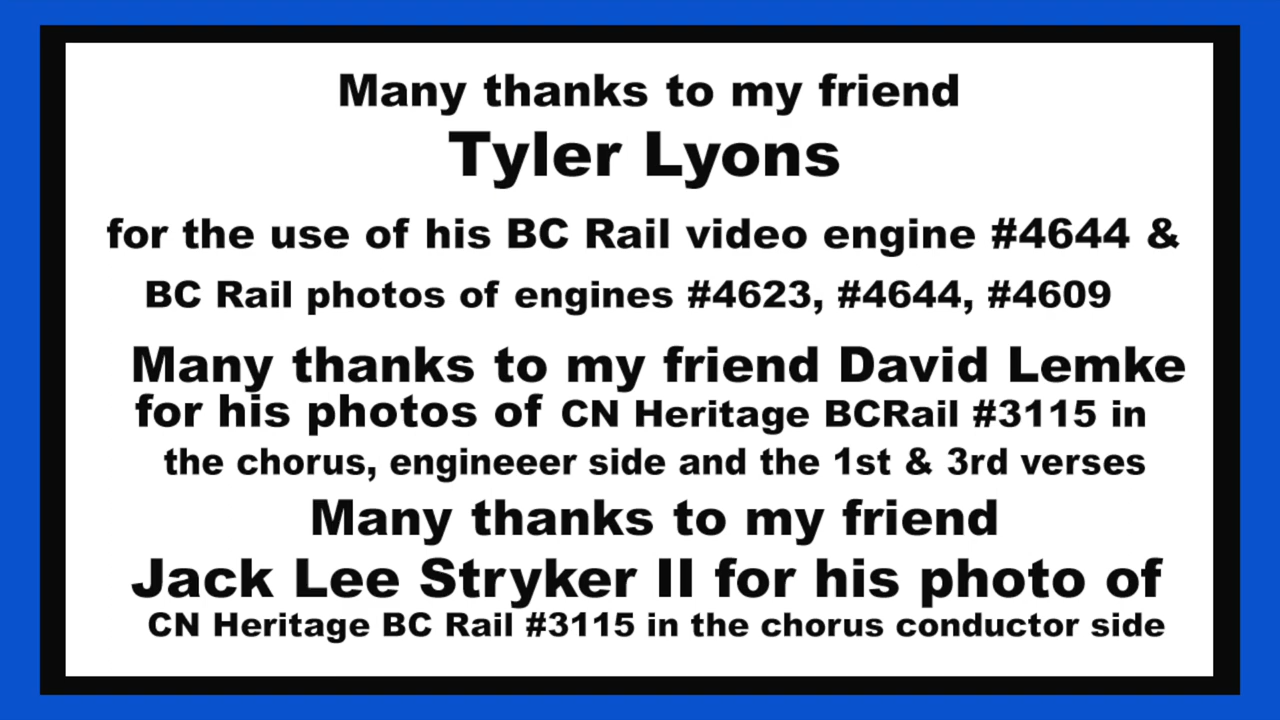 Many thanks to my friend
Tyler Lyons
for the use of his BC Rail video engine #4644 &
BC Rail photos of engines #4623, #4644, #4609
Many thanks to my friend David Lemke
for his photos of CN Heritage BCRail #3115 in
the chorus, engineeer side and the 1st & 3rd verses
Many thanks to my friend
Jack Lee Stryker II for his photo of
CN Heritage BC Rail #3115 in the chorus conductor side